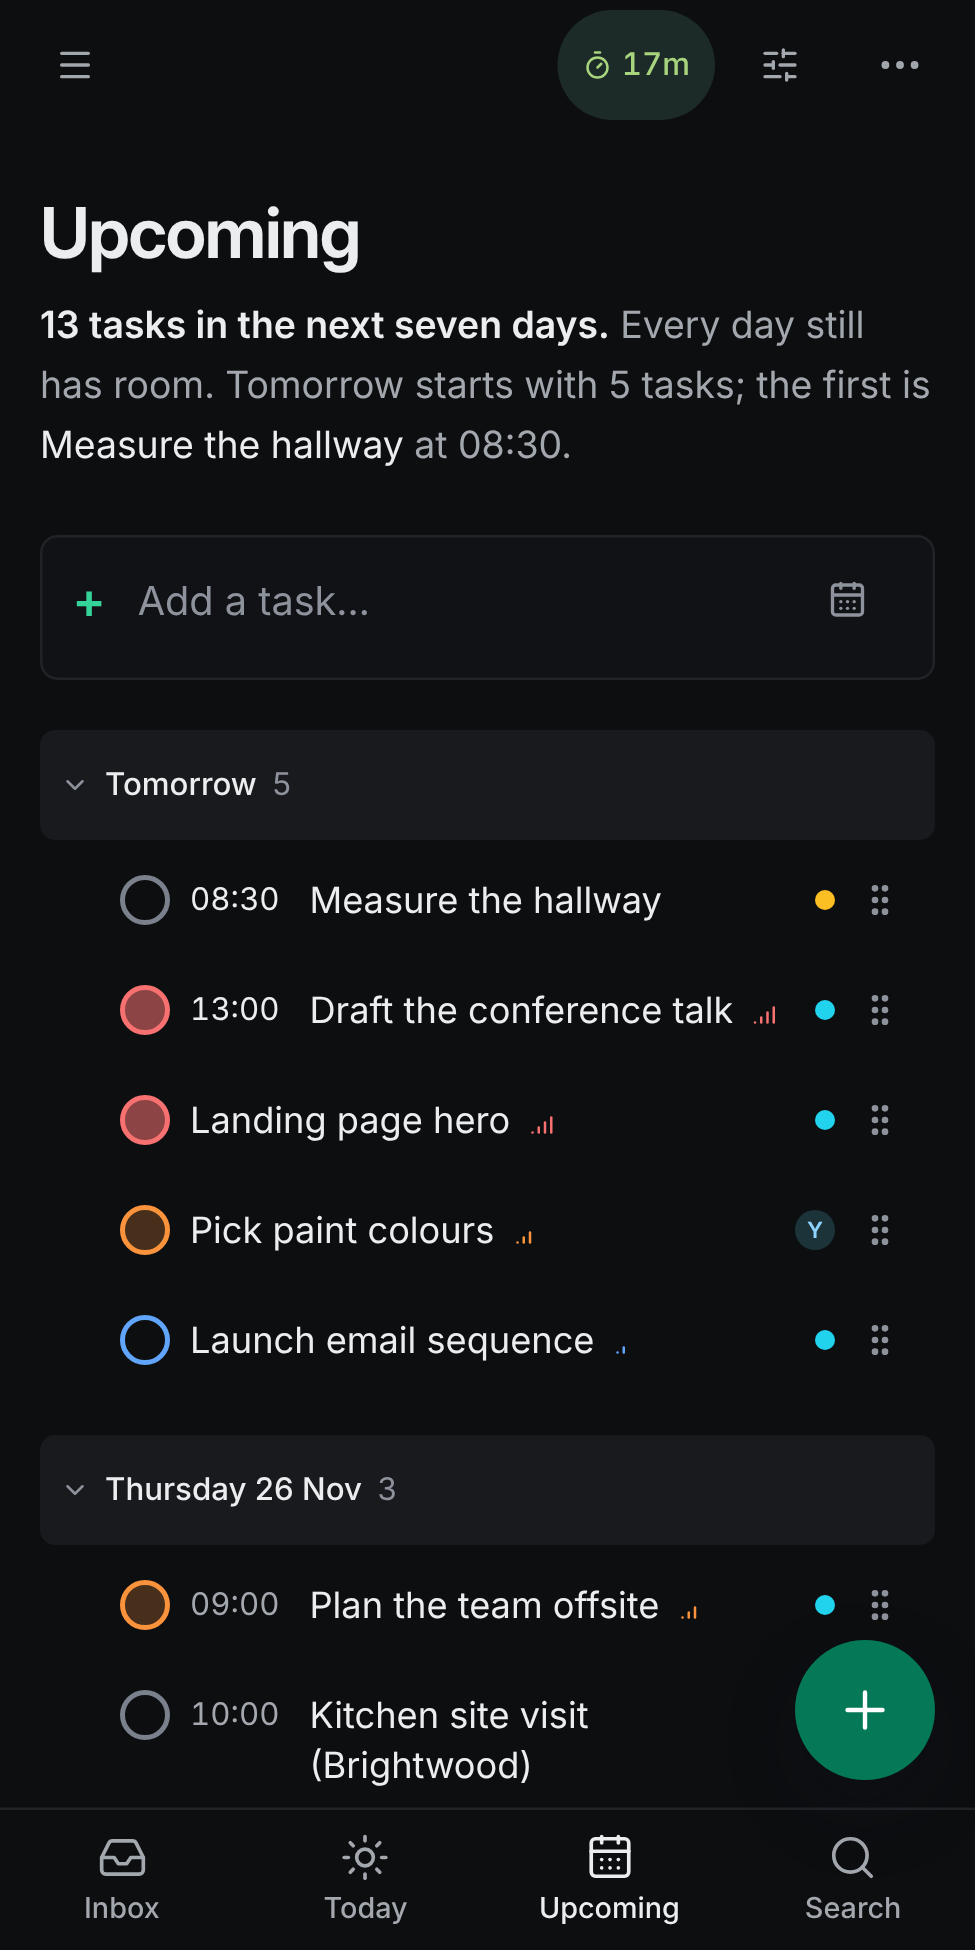 17m
Upcoming
13 tasks in the next seven days. Every day still
has room. Tomorrow starts with 5 tasks; the first is
Measure the hallway at 08:30.
Add a task...
Tomorrow 5
08:30 Measure the hallway
13:00 Draft the conference talk
Landing page hero
Pick paint colours Y
Launch email sequence
Thursday 26 Nov 3
09:00 Plan the team offsite
10:00 Kitchen site visit
(Brightwood)
Inbox Today Upcoming Search